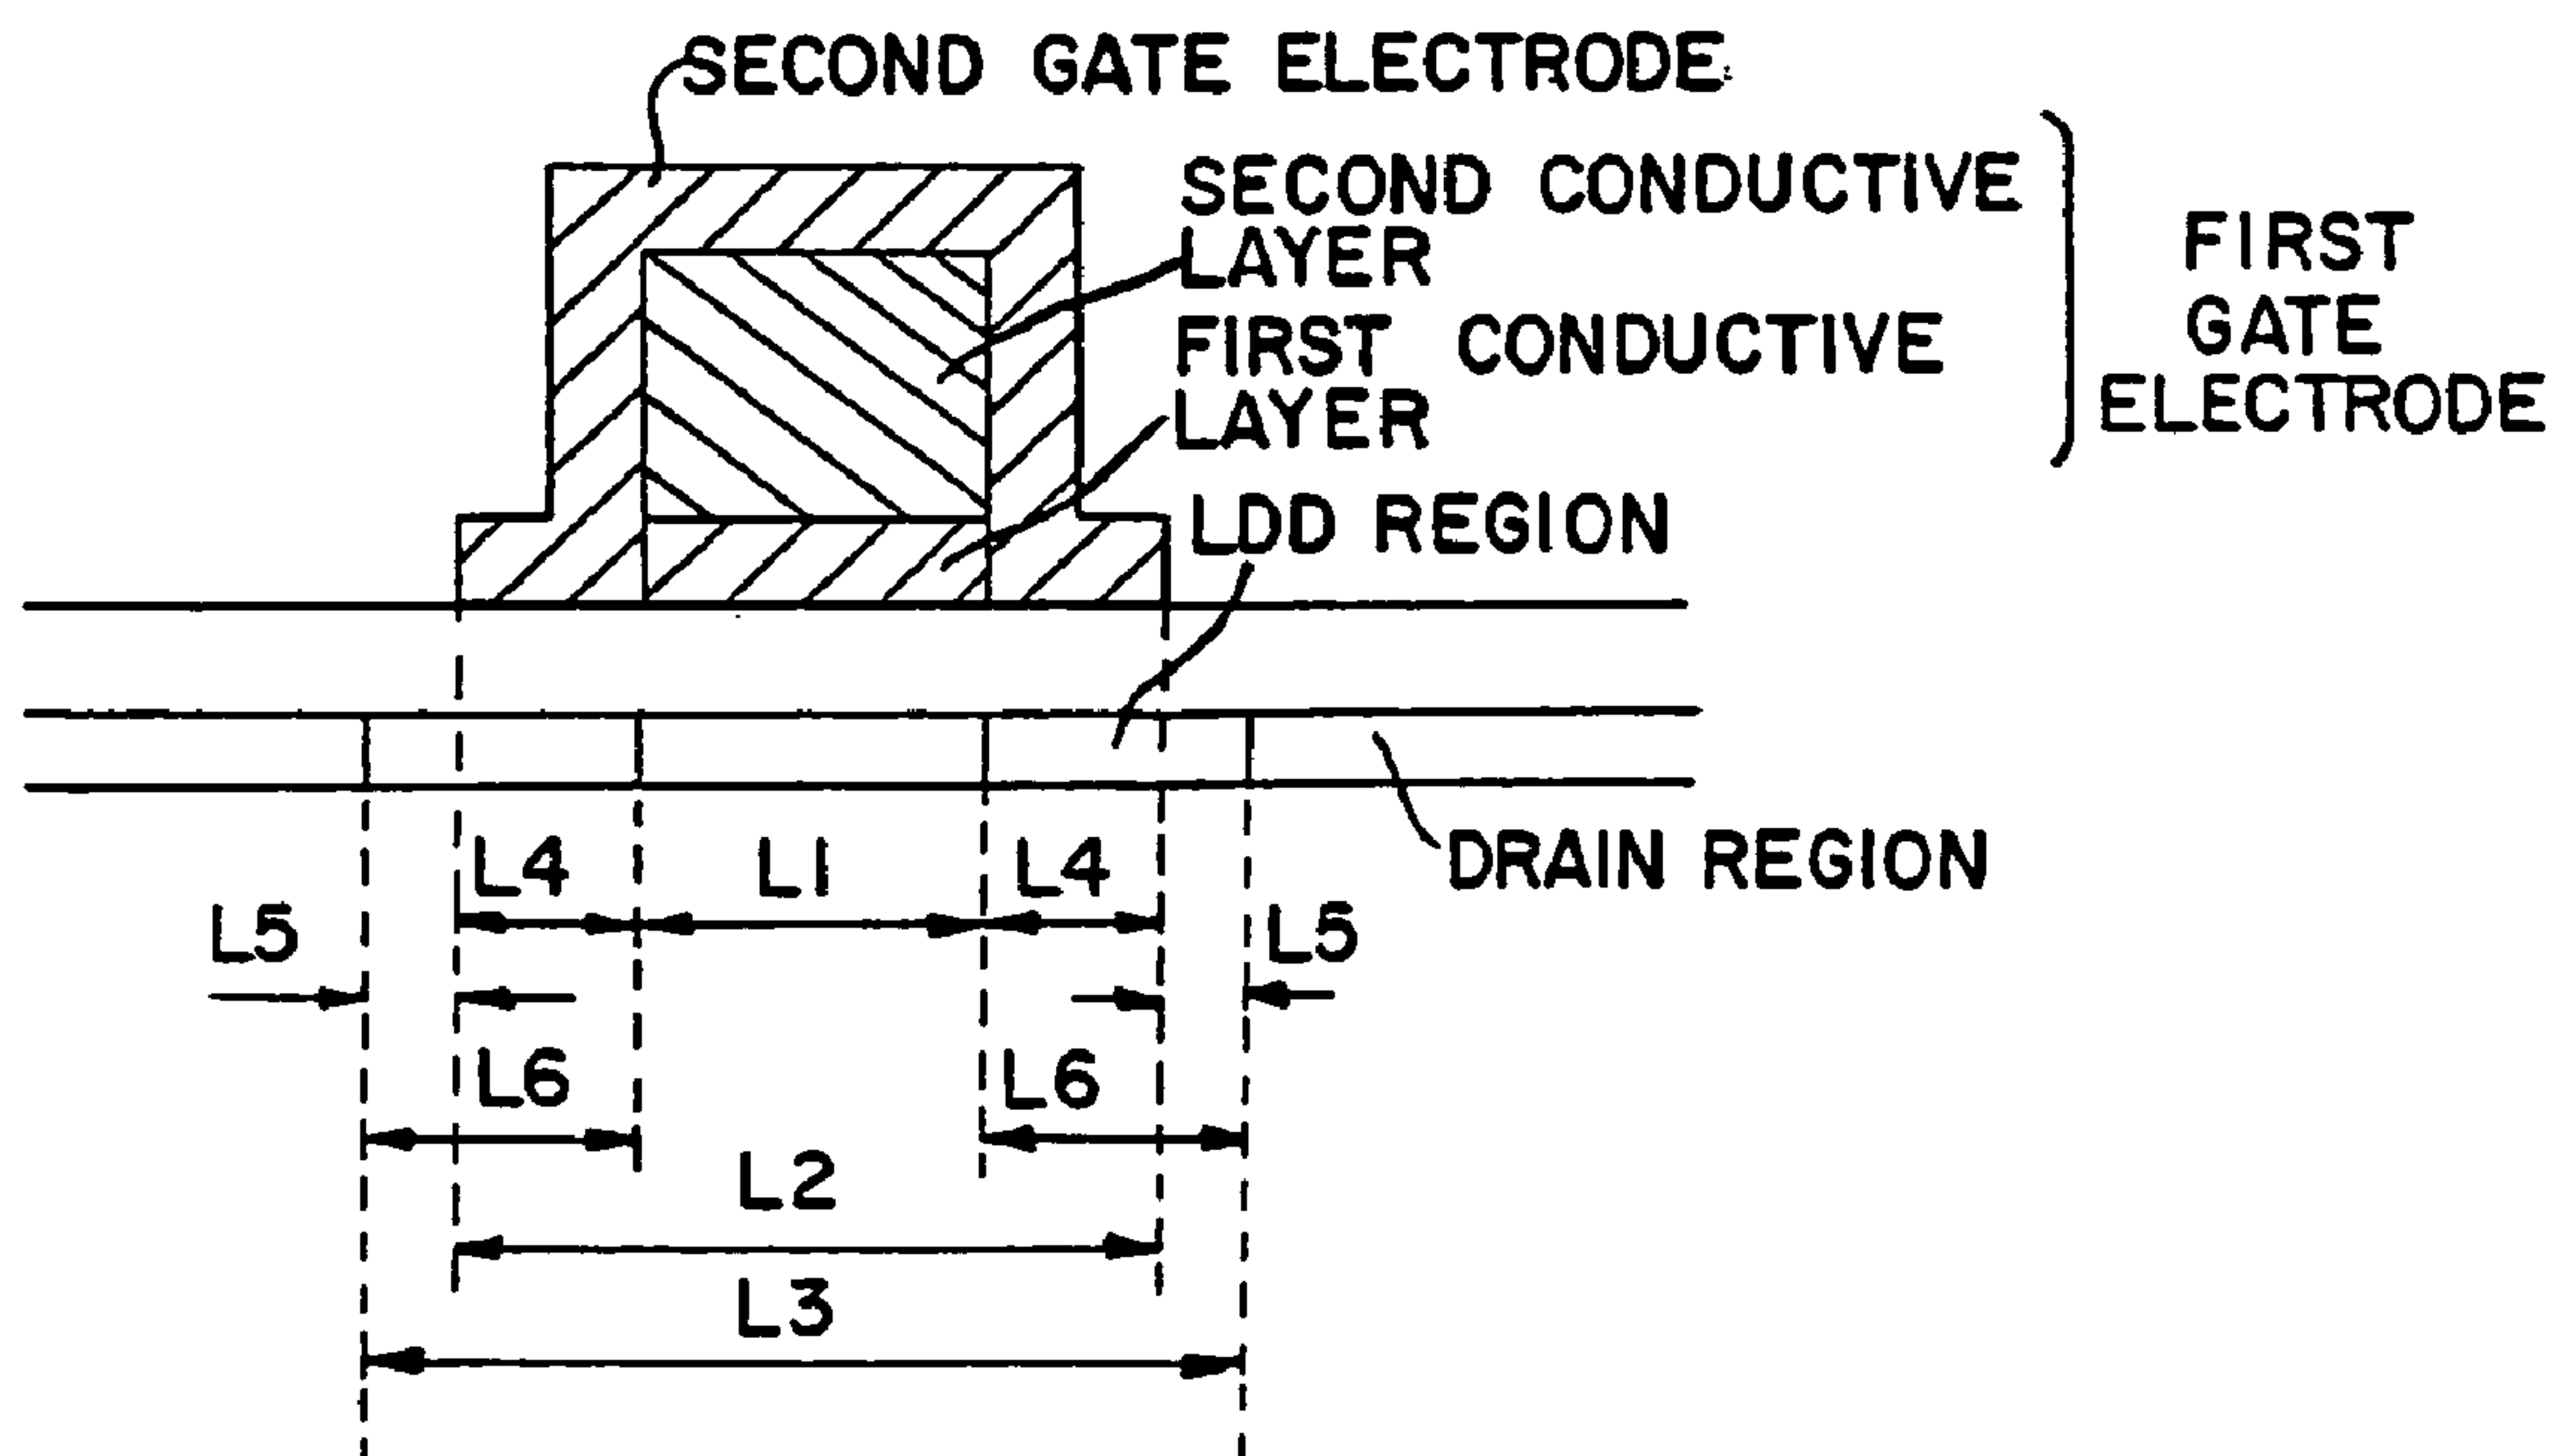 SECOND GATE ELECTRODE
SECOND CONDUCTIVE
LAYER
FIRST CONDUCTIVE
LAYER
FIRST
GATE
ELECTRODE
LDD REGION
DRAIN REGION
L4 L1 L4
L5 L5
L6 L6
L2
L3